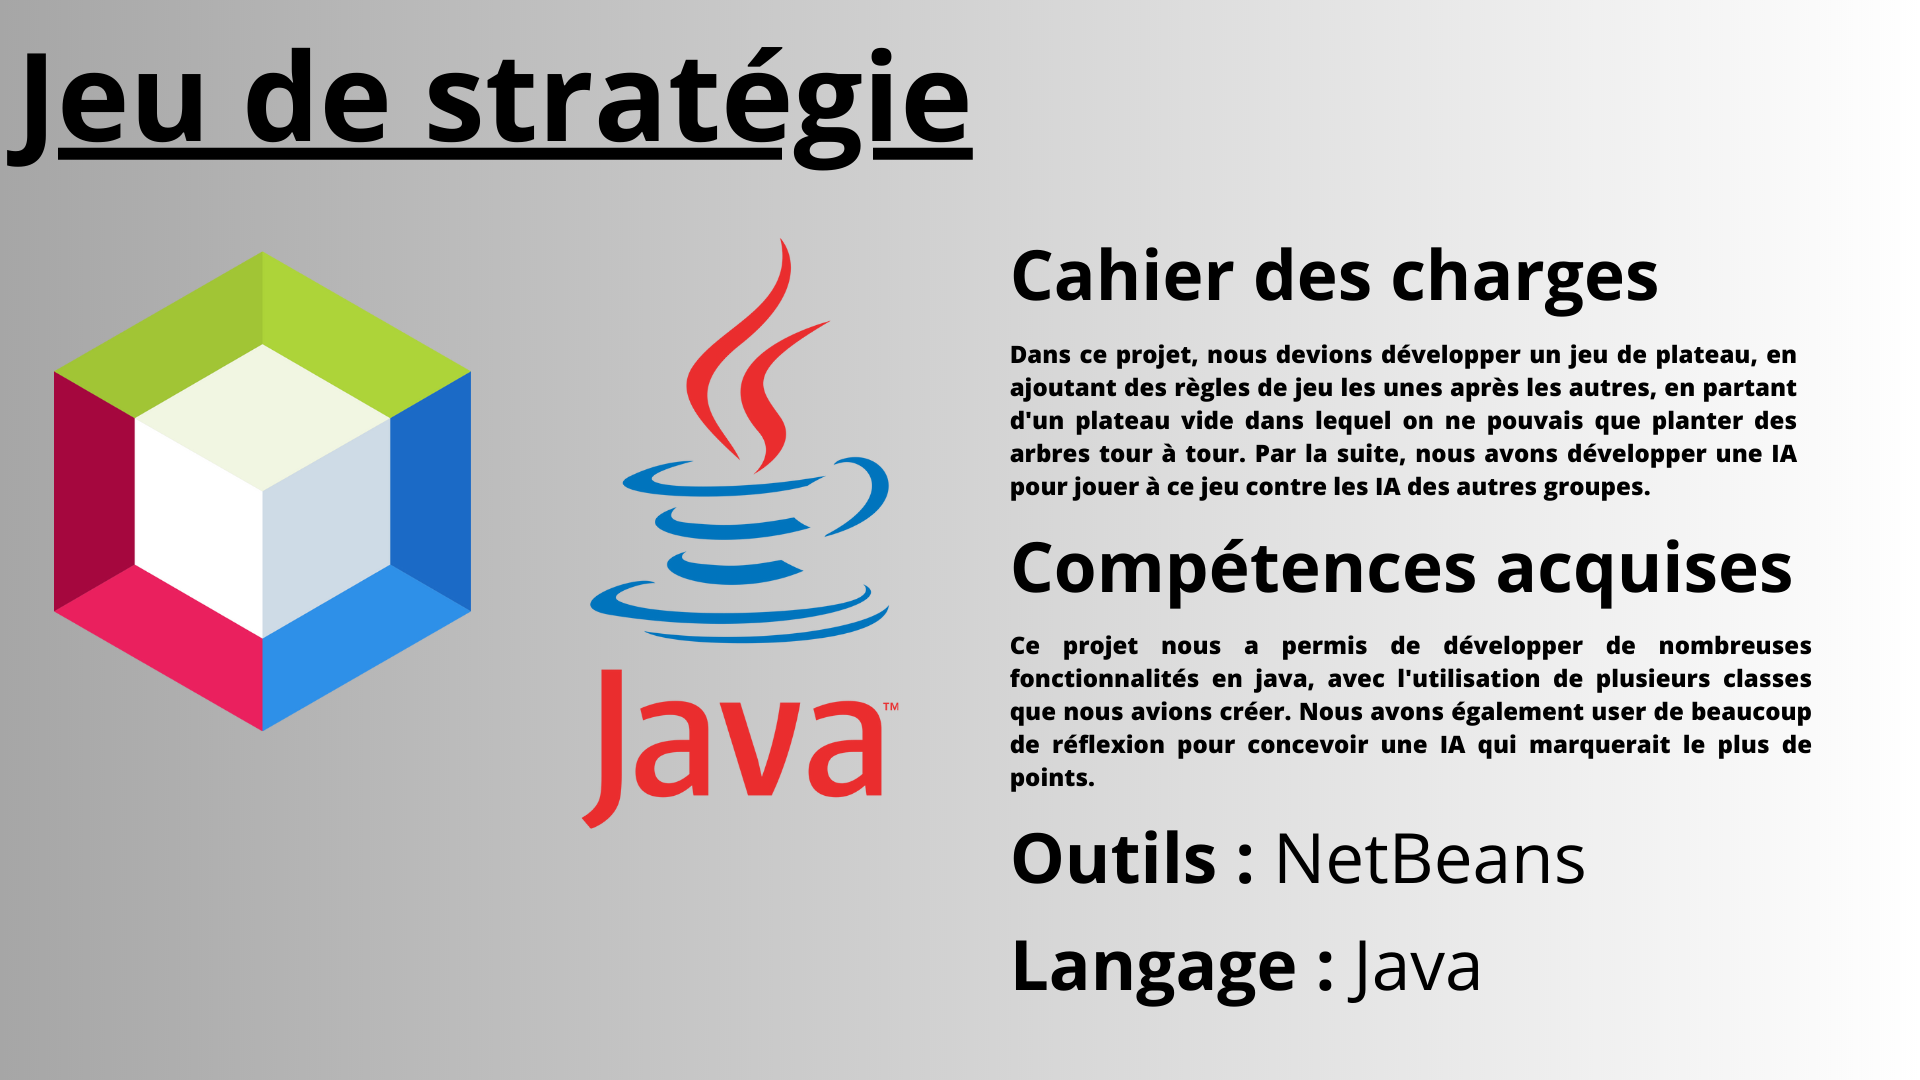 Jeu de stratégie
Java™
Cahier des charges
Dans ce projet, nous devions développer un jeu de plateau, en
ajoutant des règles de jeu les unes après les autres, en partant
d'un plateau vide dans lequel on ne pouvais que planter des
arbres tour à tour. Par la suite, nous avons développer une IA
pour jouer à ce jeu contre les IA des autres groupes.
Compétences acquises
Ce projet nous a permis de développer de nombreuses
fonctionnalités en java, avec l'utilisation de plusieurs classes
que nous avions créer. Nous avons également user de beaucoup
de réflexion pour concevoir une IA qui marquerait le plus de
points.
Outils : NetBeans
Langage : Java